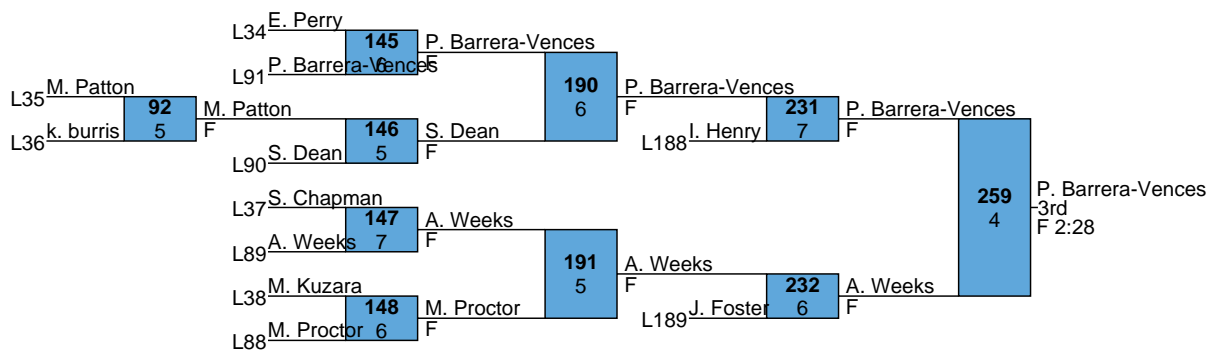 E. Perry
L34
145
6
P. Barrera-Vences
F
L91
P. Barrera-Vences
190
6
P. Barrera-Vences
F
M. Patton
L35
92
5
M. Patton
F
k. burris
L36
146
5
S. Dean
F
S. Dean
L90
231
7
P. Barrera-Vences
F
I. Henry
L188
259
4
P. Barrera-Vences
3rd
F 2:28
S. Chapman
L37
147
7
A. Weeks
F
A. Weeks
L89
191
5
A. Weeks
F
M. Kuzara
L38
148
6
M. Proctor
F
M. Proctor
L88
232
6
A. Weeks
F
J. Foster
L189